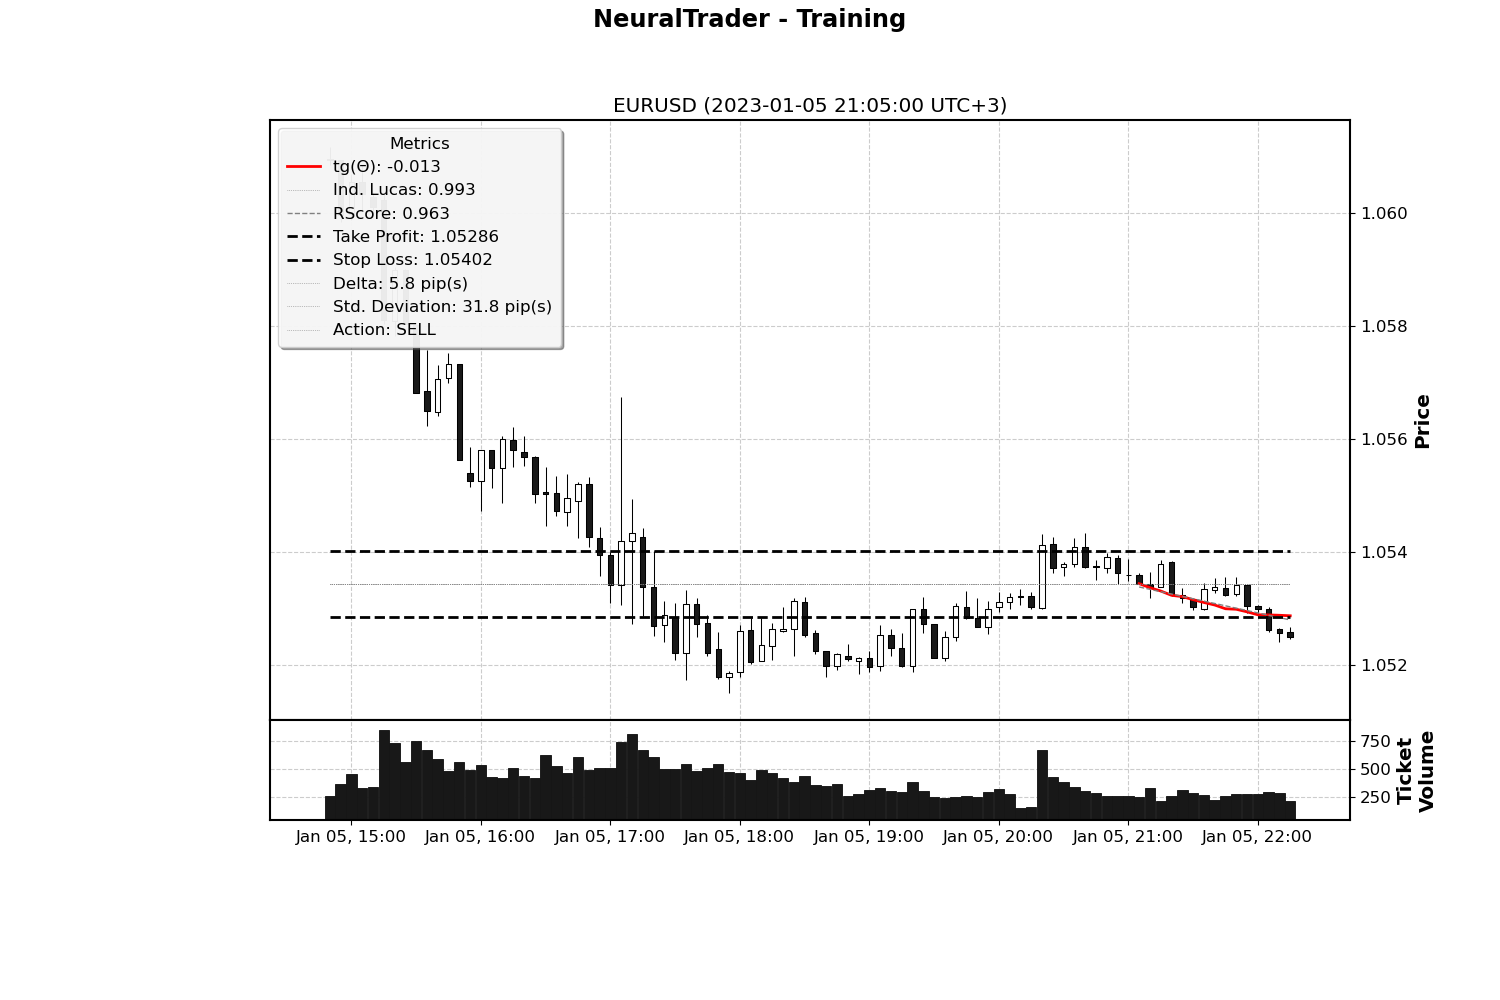 NeuralTrader - Training
EURUSD (2023-01-05 21:05:00 UTC+3)
Metrics
tg(Θ): -0.013
Ind. Lucas: 0.993
RScore: 0.963
Take Profit: 1.05286
Stop Loss: 1.05402
Delta: 5.8 pip(s)
Std. Deviation: 31.8 pip(s)
Action: SELL
1.060
1.058
1.056
1.054
1.052
Price
750
500
250
Ticket
Volume
Jan 05, 15:00
Jan 05, 16:00
Jan 05, 17:00
Jan 05, 18:00
Jan 05, 19:00
Jan 05, 20:00
Jan 05, 21:00
Jan 05, 22:00